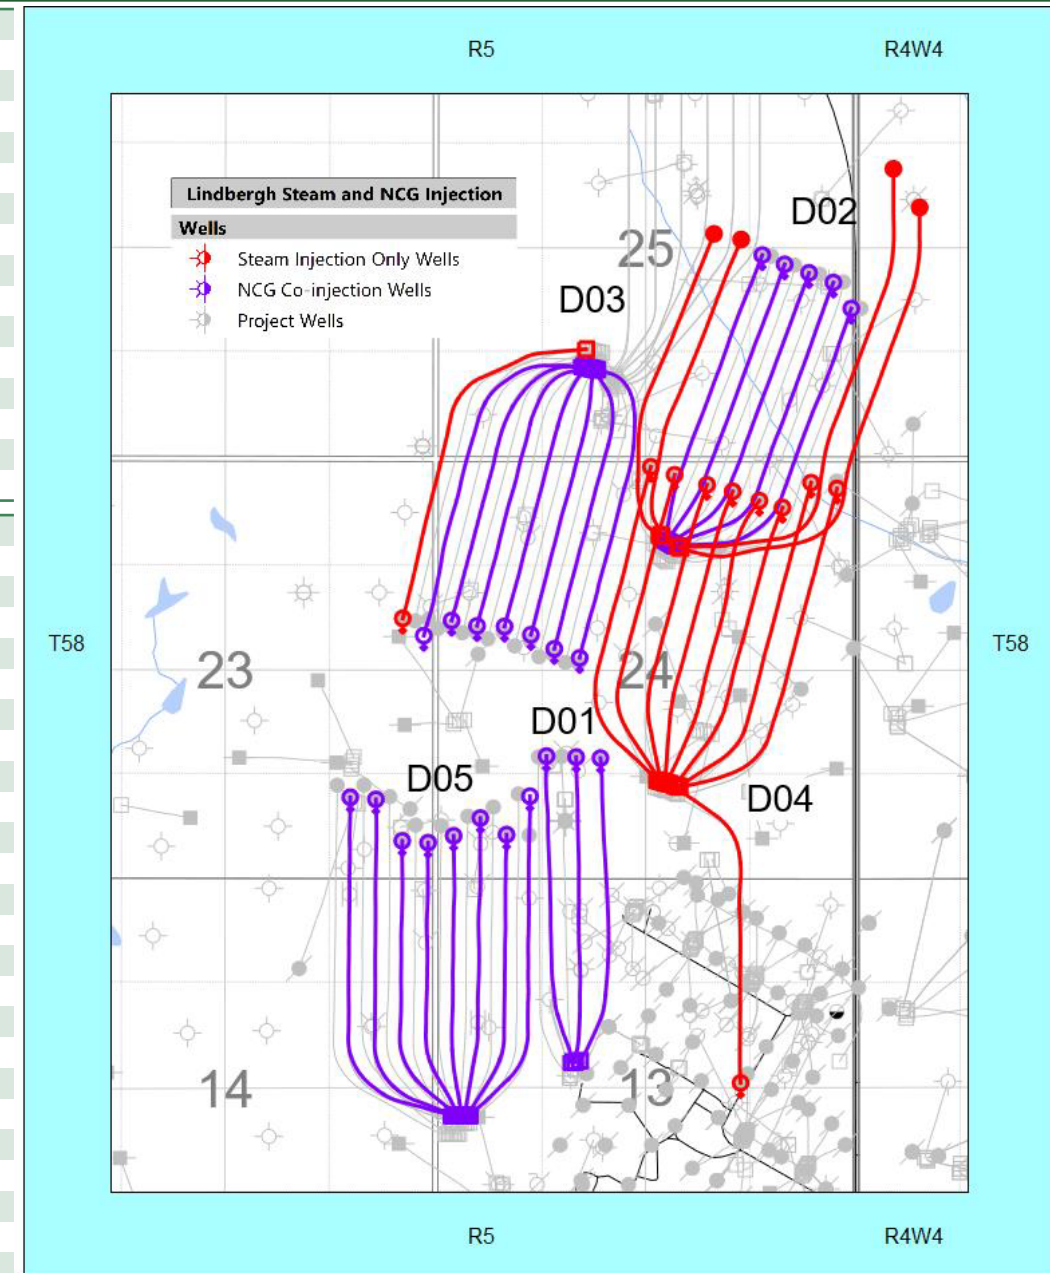 R5 R4W4
Lindbergh Steam and NCG Injection
Wells
Steam Injection Only Wells
NCG Co-injection Wells
Project Wells
D02
25
D03
T58 T58
23 24
D01
D05
D04
14 13
R5 R4W4